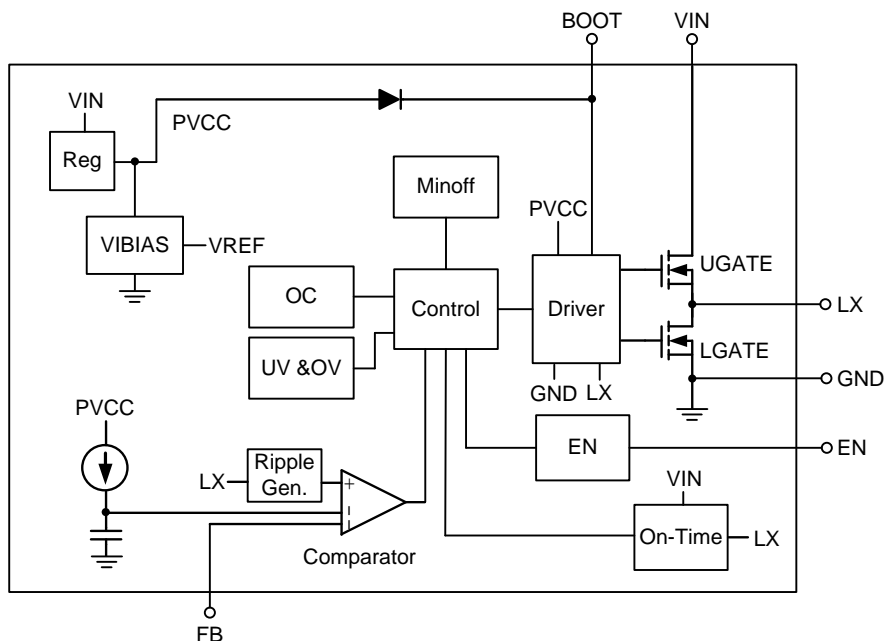 BOOT
VIN
VIN
PVCC
Reg
Minoff
PVCC
VIBIAS
VREF
UGATE
OC
Control
Driver
LX
LGATE
UV &OV
GND
LX
GND
PVCC
EN
EN
LX
Ripple
Gen.
+
-
-
VIN
Comparator
On-Time
LX
FB